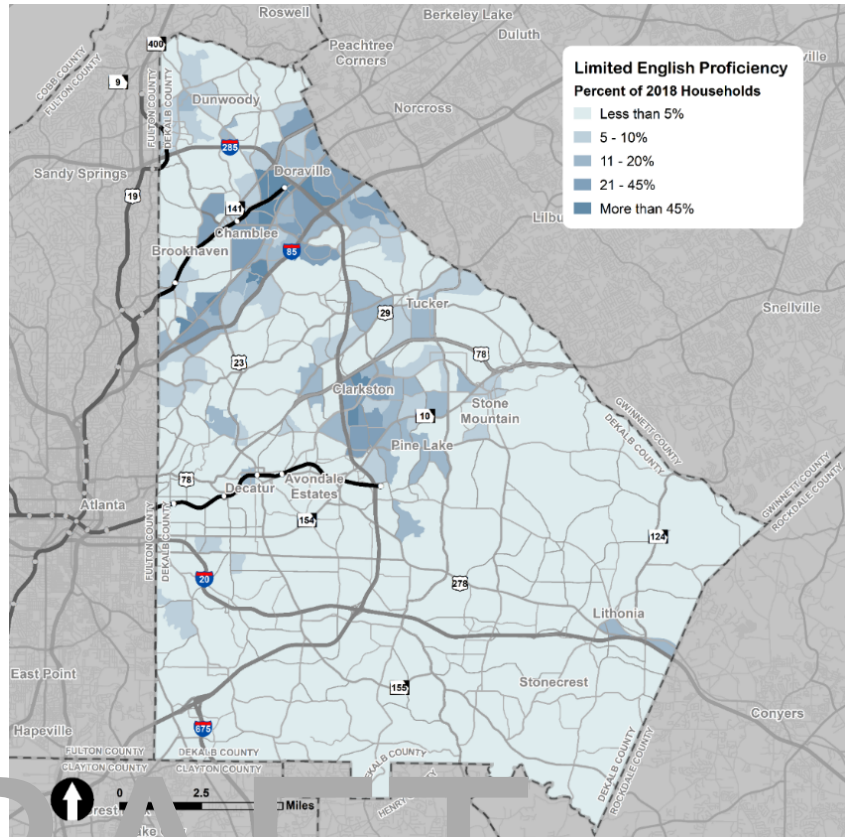 Roswell
Berkeley Lake
Duluth
400
Peachtree
Corners
COBB COUNTY
FULTON COUNTY
9
Dunwoody
Norcross
FULTON COUNTY
DEKALB COUNTY
285
Sandy Springs
Doraville
19
141
Chamblee
Brookhaven
85
Limited English Proficiency
Percent of 2018 Households
Less than 5%
5 - 10%
11 - 20%
21 - 45%
More than 45%
Tucker
29
Snellville
23
78
Clarkston
Stone
Mountain
10
Pine Lake
GWINNETT COUNTY
DEKALB COUNTY
78
Decatur
Avondale
Estates
Atlanta
154
GWINNETT COUNTY
ROCKDALE COUNTY
124
FULTON COUNTY
DEKALB COUNTY
20
278
Lithonia
East Point
155
Stonecrest
Conyers
Hapeville
675
FULTON COUNTY
CLAYTON COUNTY
DEKALB COUNTY
CLAYTON COUNTY
DEKALB COUNTY
ROCKDALE COUNTY
0 2.5
Miles
DRAFT